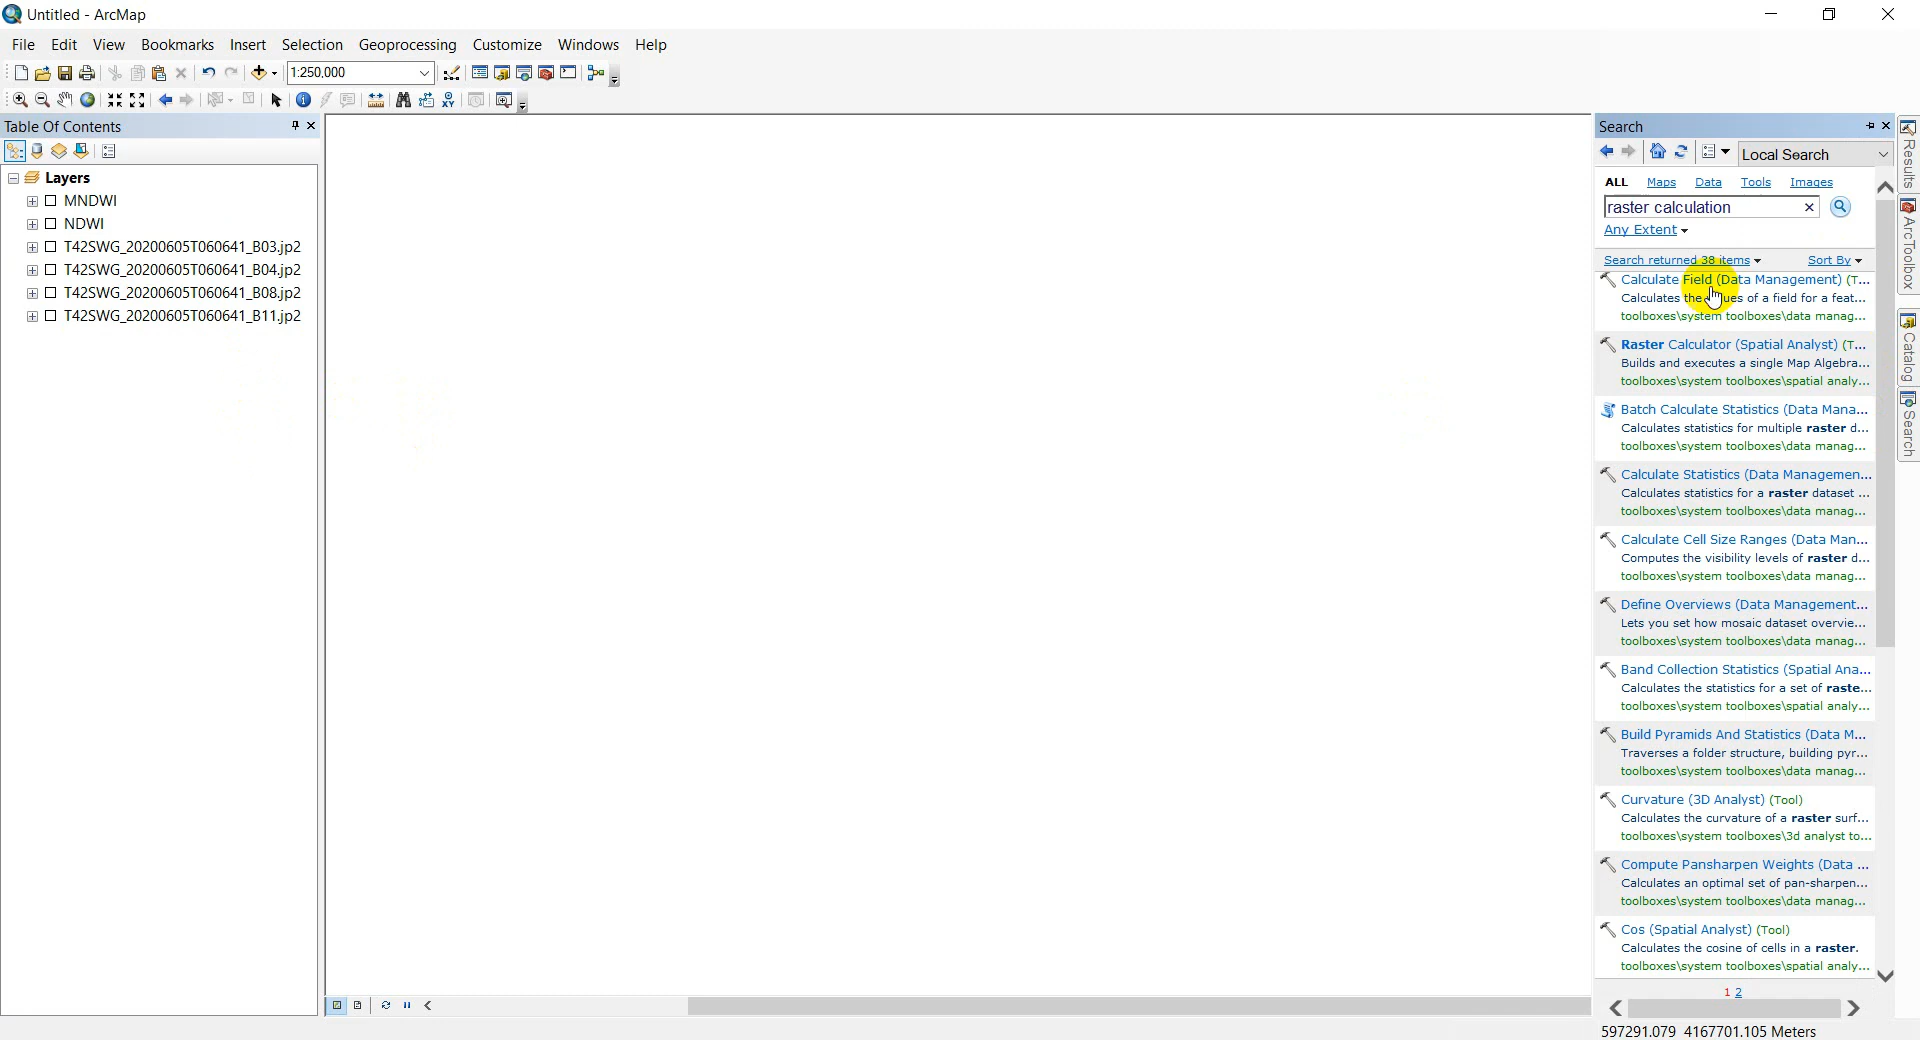 Untitled - ArcMap
File Edit View Bookmarks Insert Selection Geoprocessing Customize Windows Help
1:250,000
Table Of Contents
Layers
MNDWI
NDWI
T42SWG_20200605T060641_B03.jp2
T42SWG_20200605T060641_B04.jp2
T42SWG_20200605T060641_B08.jp2
T42SWG_20200605T060641_B11.jp2
Search
Local Search
ALL Maps Data Tools Images
raster calculation
Any Extent
Search returned 38 items Sort By
Calculate Field (Data Management) (T...
Calculates the values of a field for a feat...
toolboxes\system toolboxes\data manag...
Raster Calculator (Spatial Analyst) (T...
Builds and executes a single Map Algebra...
toolboxes\system toolboxes\spatial analy...
Batch Calculate Statistics (Data Mana...
Calculates statistics for multiple raster d...
toolboxes\system toolboxes\data manag...
Calculate Statistics (Data Managemen...
Calculates statistics for a raster dataset ...
toolboxes\system toolboxes\data manag...
Calculate Cell Size Ranges (Data Man...
Computes the visibility levels of raster d...
toolboxes\system toolboxes\data manag...
Define Overviews (Data Management...
Lets you set how mosaic dataset overvie...
toolboxes\system toolboxes\data manag...
Band Collection Statistics (Spatial Ana...
Calculates the statistics for a set of raste...
toolboxes\system toolboxes\spatial analy...
Build Pyramids And Statistics (Data M...
Traverses a folder structure, building pyr...
toolboxes\system toolboxes\data manag...
Curvature (3D Analyst) (Tool)
Calculates the curvature of a raster surf...
toolboxes\system toolboxes\3d analyst to...
Compute Pansharpen Weights (Data ...
Calculates an optimal set of pan-sharpen...
toolboxes\system toolboxes\data manag...
Cos (Spatial Analyst) (Tool)
Calculates the cosine of cells in a raster.
toolboxes\system toolboxes\spatial analy...
1 2
597291.079 4167701.105 Meters
Results
ArcToolbox
Catalog
Search